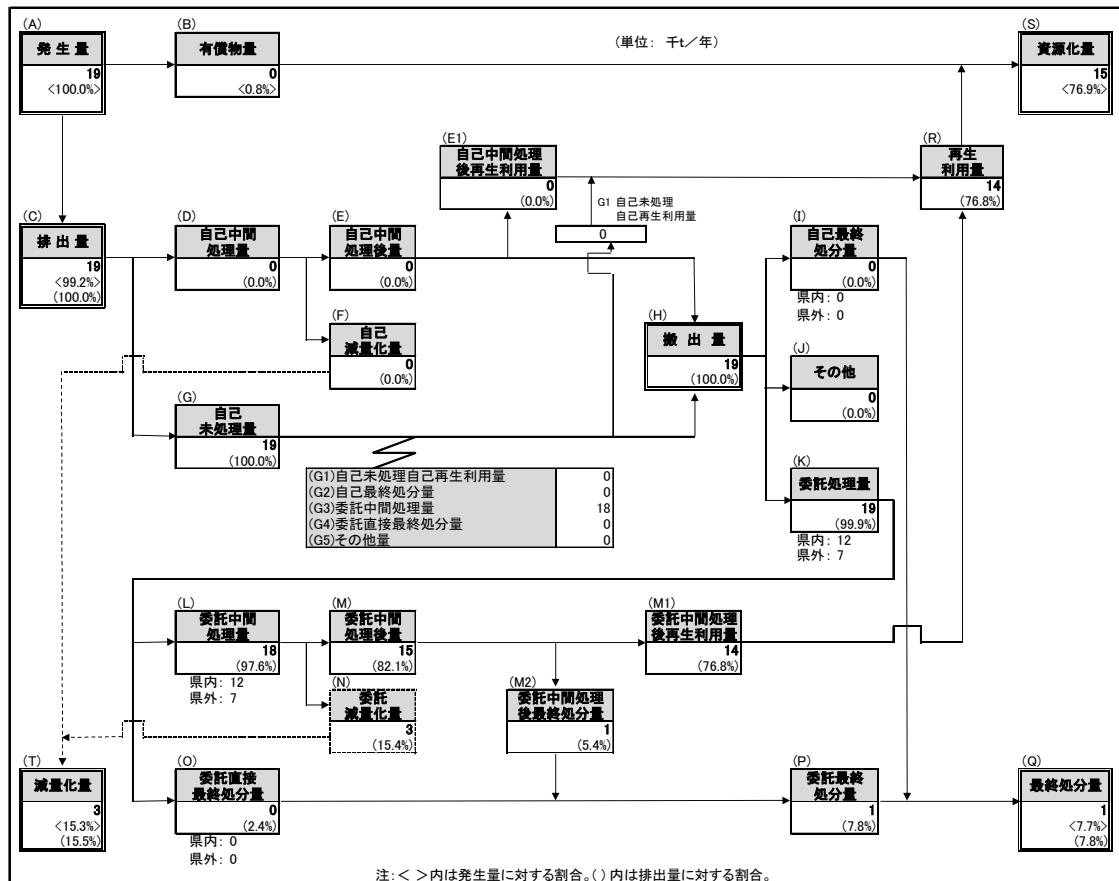 (A)
発生量
19
<100.0%>
(B)
有償物量
0
<0.8%>
(単位： 千t／年)
(S)
資源化量
15
<76.9%>
(E1)
自己中間処理
後再生利用量
0
(0.0%)
G1 自己未処理
自己再生利用量
0
(R)
再生
利用量
14
(76.8%)
(C)
排出量
19
<99.2%>
(100.0%)
(D)
自己中間
処理量
0
(0.0%)
(E)
自己中間
処理後量
0
(0.0%)
(I)
自己最終
処分量
0
(0.0%)
県内： 0
県外： 0
(F)
自己
減量化量
0
(0.0%)
(H)
搬出量
19
(100.0%)
(J)
その他
0
(0.0%)
(G)
自己
未処理量
19
(100.0%)
(G1)自己未処理自己再生利用量 0
(G2)自己最終処分量 0
(G3)委託中間処理量 18
(G4)委託直接最終処分量 0
(G5)その他量 0
(K)
委託処理量
19
(99.9%)
県内： 12
県外： 7
(L)
委託中間
処理量
18
(97.6%)
県内： 12
県外： 7
(M)
委託中間
処理後量
15
(82.1%)
(M1)
委託中間処理
後再生利用量
14
(76.8%)
(N)
委託
減量化量
3
(15.4%)
(M2)
委託中間処理
後最終処分量
1
(5.4%)
(T)
減量化量
3
<15.3%>
(15.5%)
(O)
委託直接
最終処分量
0
(2.4%)
県内： 0
県外： 0
(P)
委託最終
処分量
1
(7.8%)
(Q)
最終処分量
1
<7.7%>
(7.8%)
注：< >内は発生量に対する割合。( )内は排出量に対する割合。